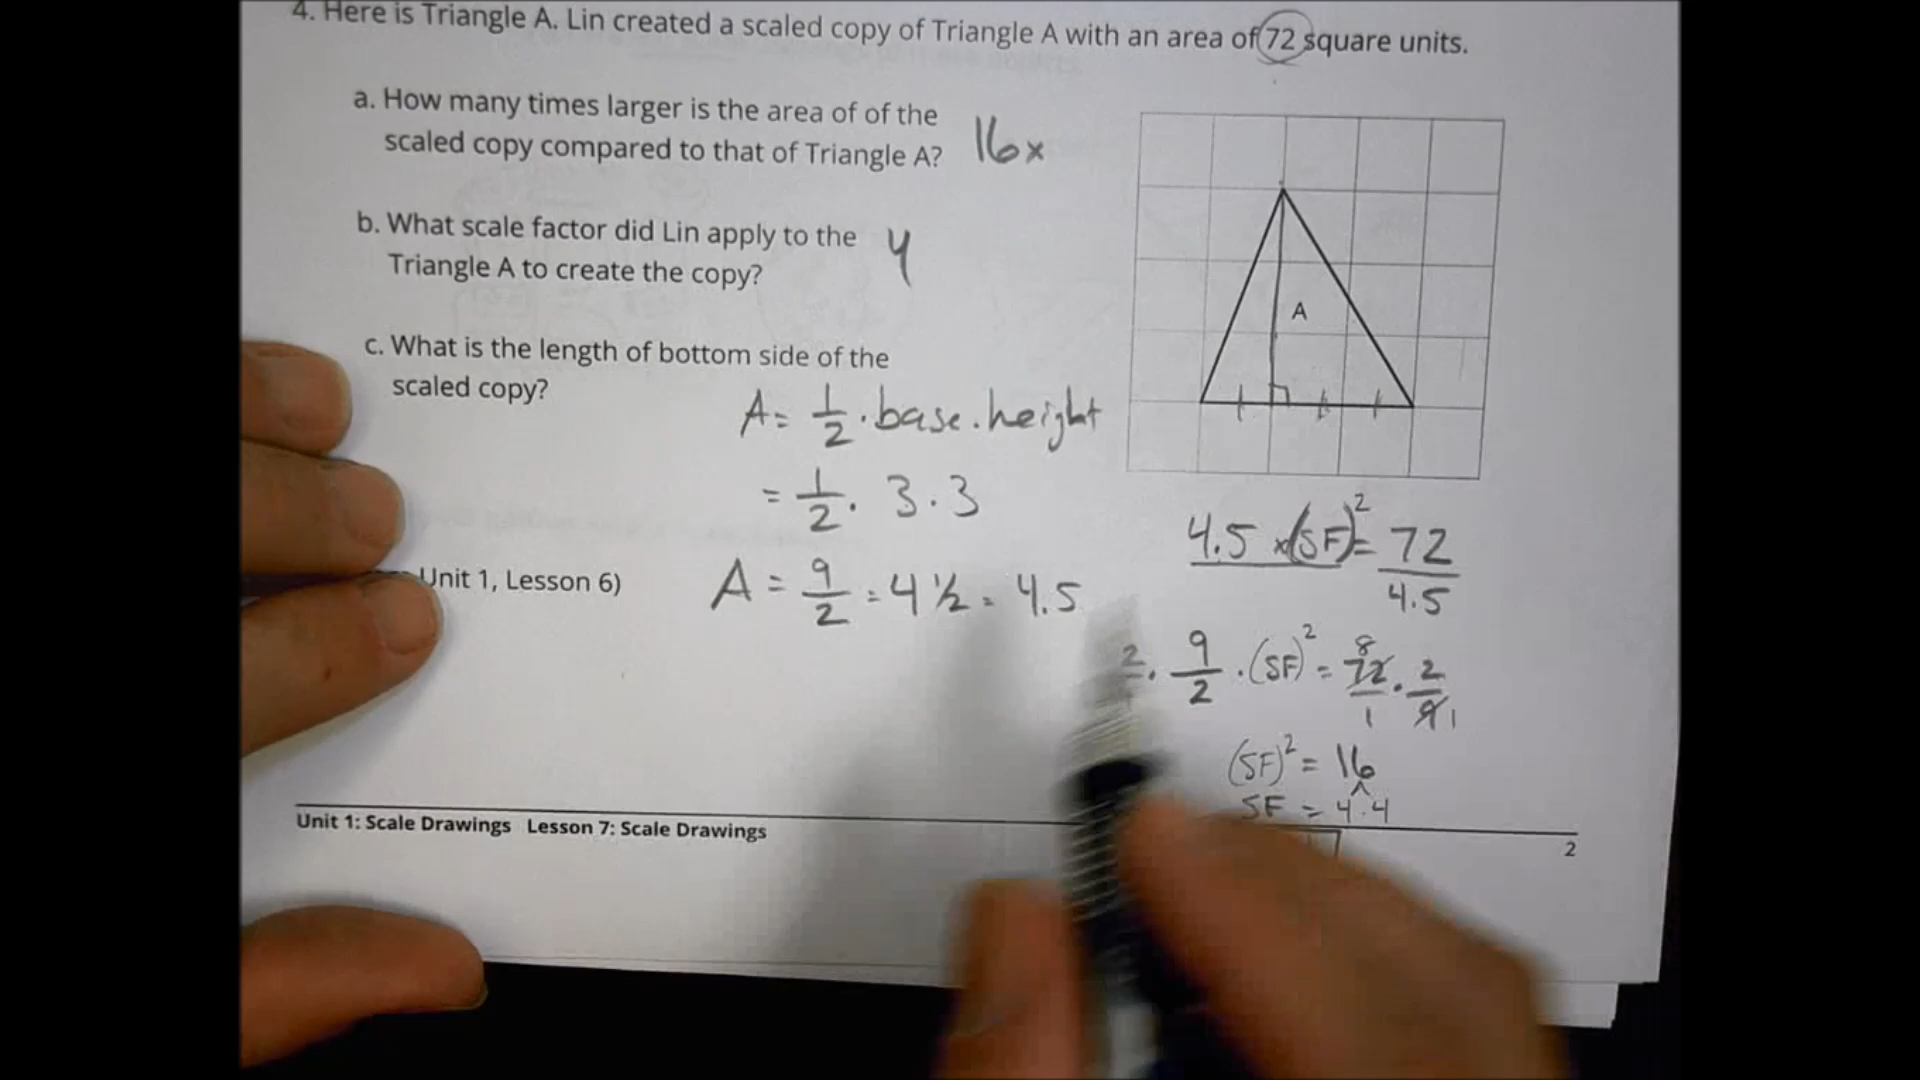 4. Here is Triangle A. Lin created a scaled copy of Triangle A with an area of 72 square units.
a. How many times larger is the area of of the
scaled copy compared to that of Triangle A?
16x
b. What scale factor did Lin apply to the
Triangle A to create the copy?
4
c. What is the length of bottom side of the
scaled copy?
A
A = 1/2 · base · height
= 1/2 · 3 · 3
A = 9/2 = 4 1/2 = 4.5
Unit 1, Lesson 6)
4.5 x (SF)² = 72/4.5
2 · 9/2 · (SF)² = 72/1 · 2/9
8
1
(SF)² = 16
SF = 4·4
Unit 1: Scale Drawings Lesson 7: Scale Drawings
2